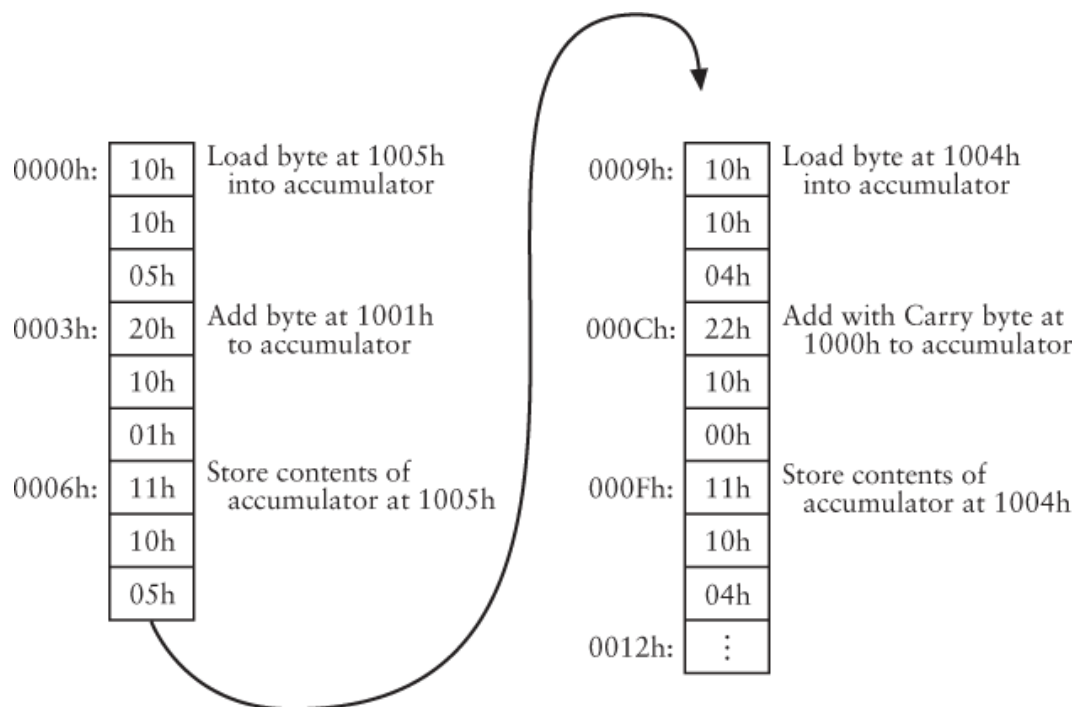 0000h: 10h Load byte at 1005h
into accumulator
10h
05h
0003h: 20h Add byte at 1001h
to accumulator
10h
01h
0006h: 11h Store contents of
accumulator at 1005h
10h
05h
0009h: 10h Load byte at 1004h
into accumulator
10h
04h
000Ch: 22h Add with Carry byte at
1000h to accumulator
10h
00h
000Fh: 11h Store contents of
accumulator at 1004h
10h
04h
0012h: ⋮